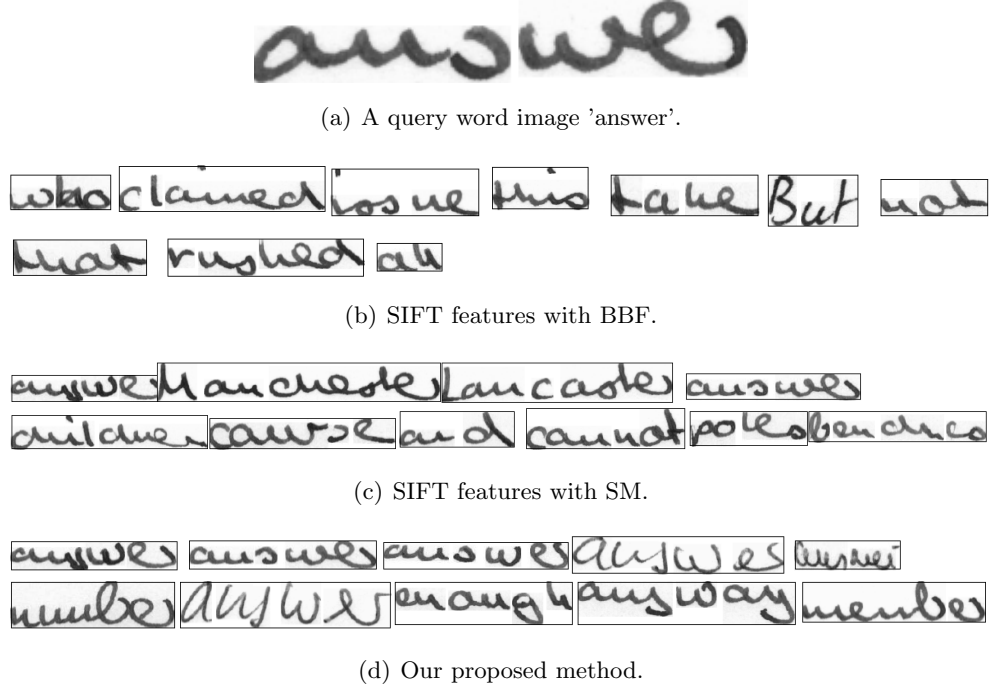 answer
(a) A query word image 'answer'.
who claimed issue this take But not
that rushed all
(b) SIFT features with BBF.
answer Manchester Lancaster answer
children cause and cannot poles benches
(c) SIFT features with SM.
answer answer answer answer answer
number answer enough anyway member
(d) Our proposed method.